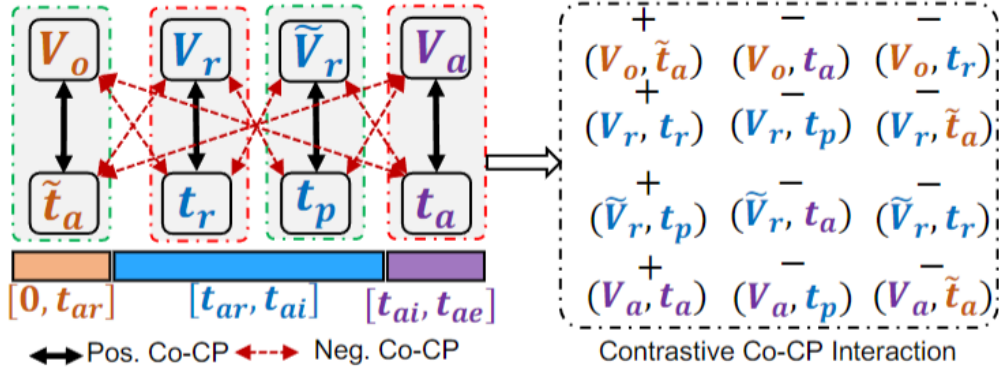 V_o V_r Ṽ_r V_a
t̃_a t_r t_p t_a
[0, t_ar] [t_ar, t_ai] [t_ai, t_ae]
Pos. Co-CP Neg. Co-CP
+ − −
(V_o, t̃_a) (V_o, t_a) (V_o, t_r)
+ − −
(V_r, t_r) (V_r, t_p) (V_r, t̃_a)
+ − −
(Ṽ_r, t_p) (Ṽ_r, t_a) (Ṽ_r, t_r)
+ − −
(V_a, t_a) (V_a, t_p) (V_a, t̃_a)
Contrastive Co-CP Interaction